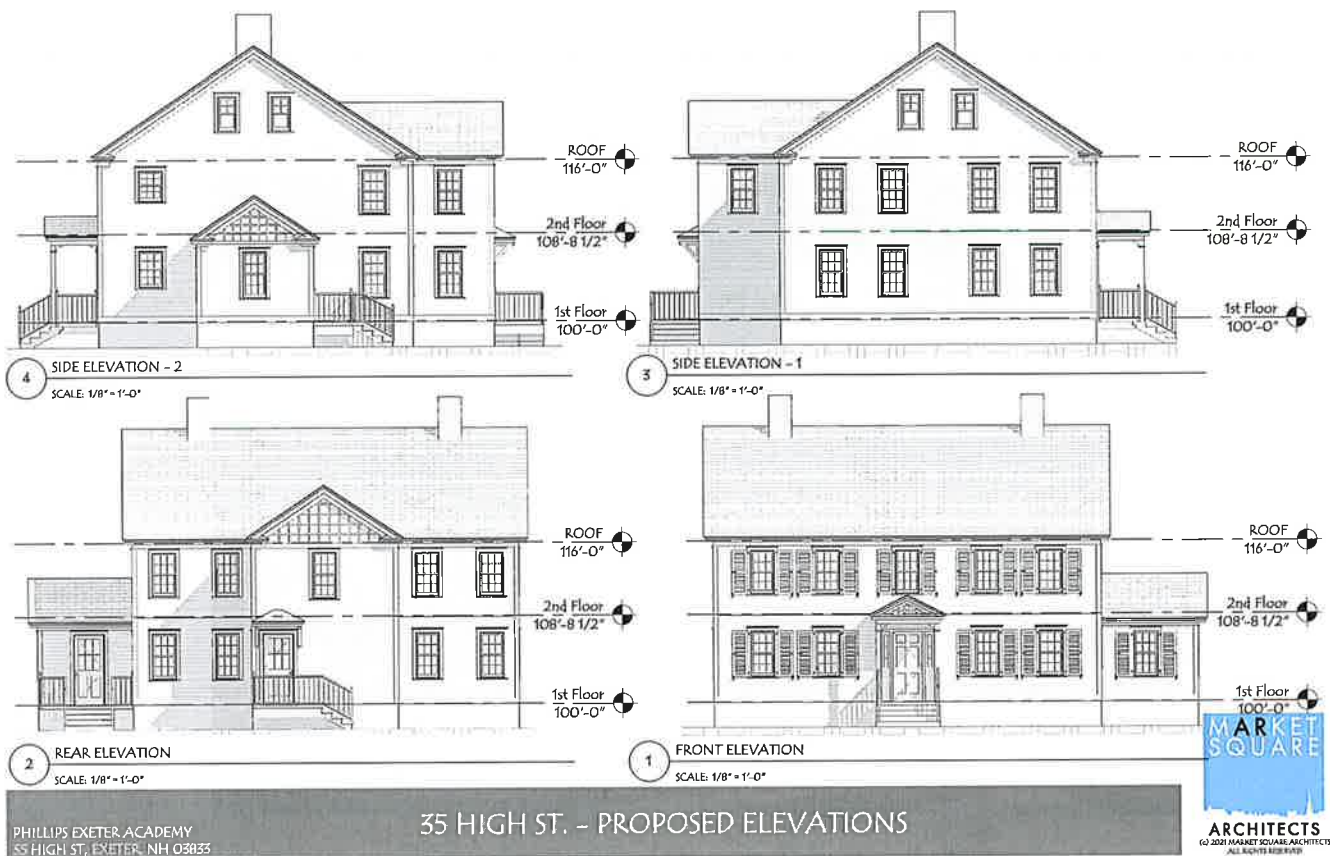 ROOF
116'-0"
2nd Floor
108'-8 1/2"
1st Floor
100'-0"
4
SIDE ELEVATION - 2
SCALE: 1/8" = 1'-0"
ROOF
116'-0"
2nd Floor
108'-8 1/2"
1st Floor
100'-0"
3
SIDE ELEVATION - 1
SCALE: 1/8" = 1'-0"
ROOF
116'-0"
2nd Floor
108'-8 1/2"
1st Floor
100'-0"
2
REAR ELEVATION
SCALE: 1/8" = 1'-0"
ROOF
116'-0"
2nd Floor
108'-8 1/2"
1st Floor
100'-0"
1
FRONT ELEVATION
SCALE: 1/8" = 1'-0"
MARKET
SQUARE
ARCHITECTS
(c) 2021 MARKET SQUARE ARCHITECTS
ALL RIGHTS RESERVED
35 HIGH ST. - PROPOSED ELEVATIONS
PHILLIPS EXETER ACADEMY
35 HIGH ST, EXETER, NH 03833